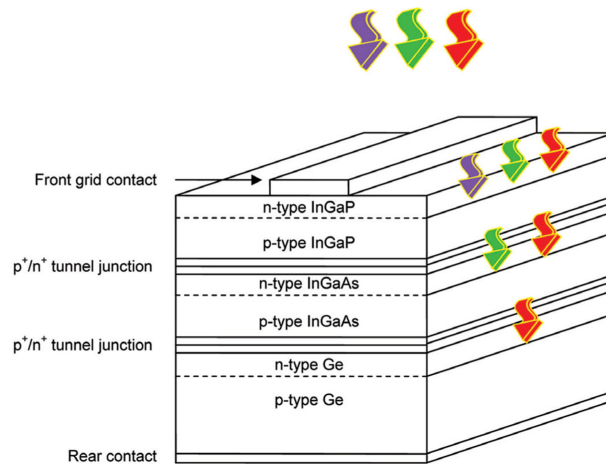 Front grid contact
n-type InGaP
p-type InGaP
p⁺/n⁺ tunnel junction
n-type InGaAs
p-type InGaAs
p⁺/n⁺ tunnel junction
n-type Ge
p-type Ge
Rear contact